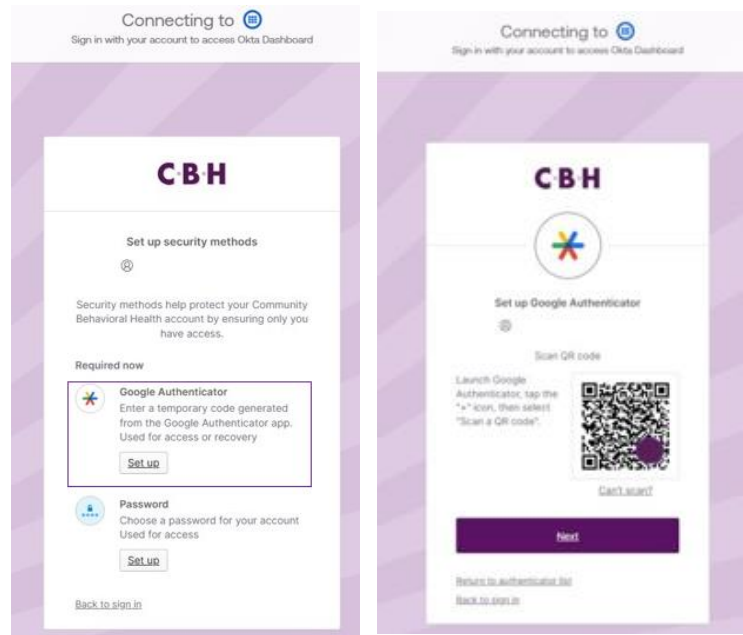 Connecting to
Sign in with your account to access Okta Dashboard
C·B·H
Set up security methods
Security methods help protect your Community
Behavioral Health account by ensuring only you
have access.
Required now
Google Authenticator
Enter a temporary code generated
from the Google Authenticator app.
Used for access or recovery
Set up
Password
Choose a password for your account
Used for access
Set up
Back to sign in
Connecting to
Sign in with your account to access Okta Dashboard
C·B·H
Set up Google Authenticator
Scan QR code
Launch Google
Authenticator, tap the
"+" icon, then select
"Scan a QR code".
Can't scan?
Next
Return to authenticator list
Back to sign in